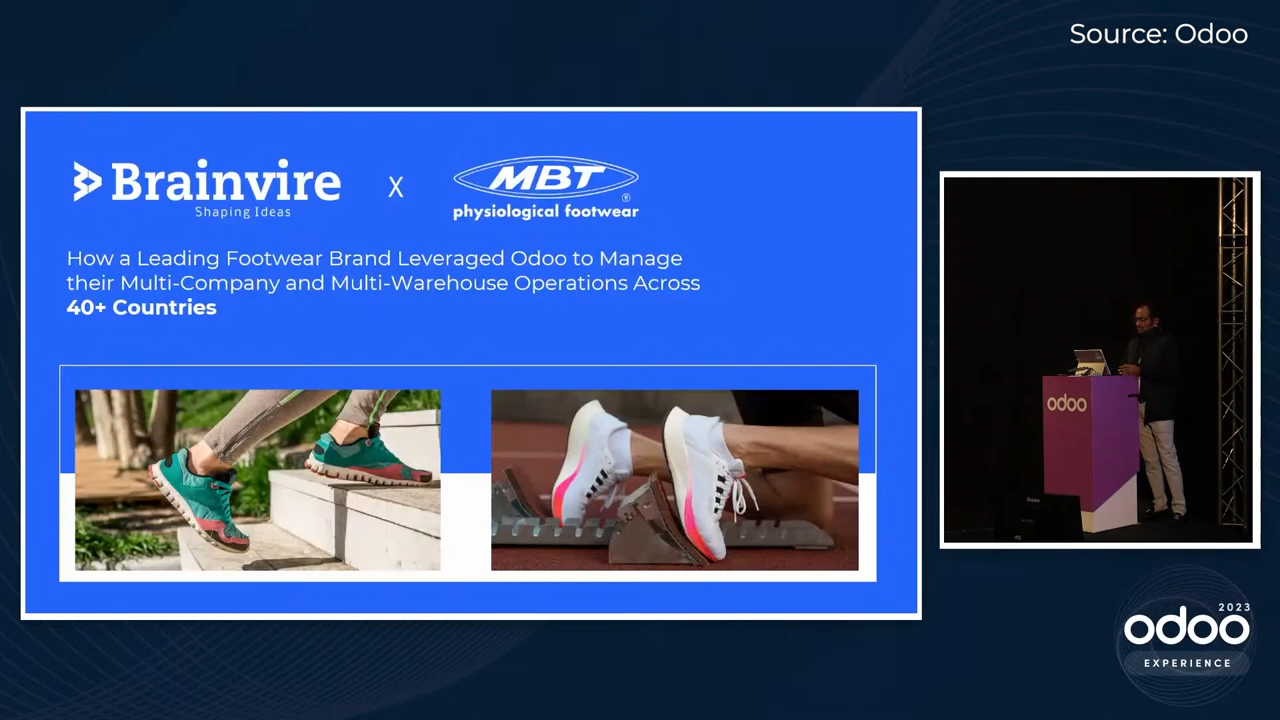 Source: Odoo
Brainvire
Shaping Ideas
X
MBT
®
physiological footwear
How a Leading Footwear Brand Leveraged Odoo to Manage
their Multi-Company and Multi-Warehouse Operations Across
40+ Countries
odoo
2023
odoo
EXPERIENCE